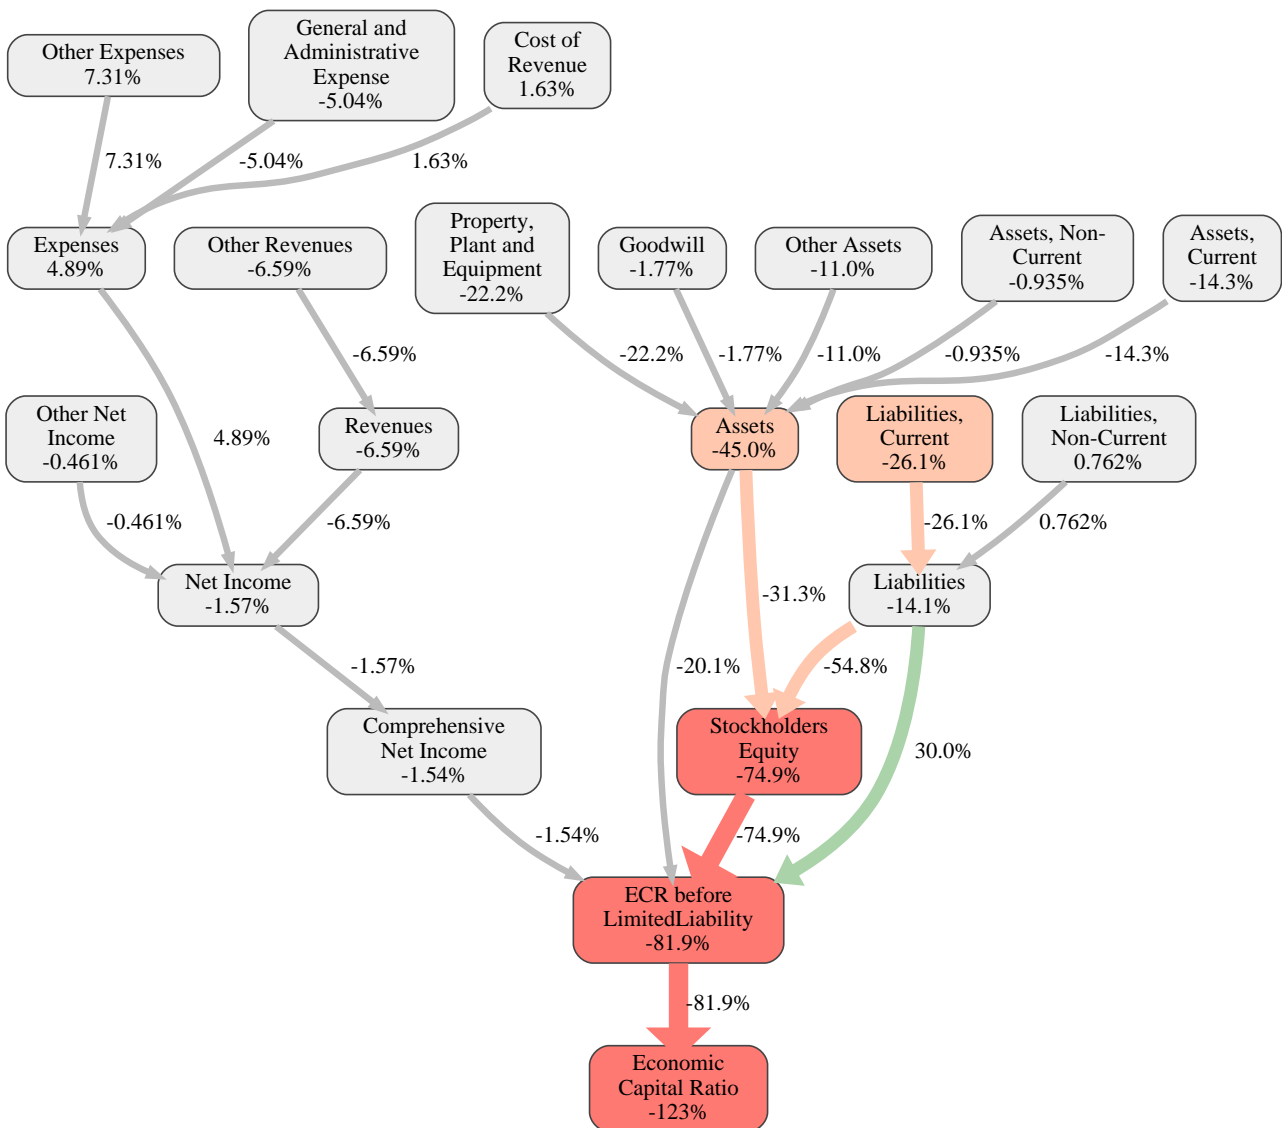 Other Expenses
7.31%
General and
Administrative
Expense
-5.04%
Cost of
Revenue
1.63%
7.31%
-5.04%
1.63%
Expenses
4.89%
Other Revenues
-6.59%
Property,
Plant and
Equipment
-22.2%
Goodwill
-1.77%
Other Assets
-11.0%
Assets, Non-
Current
-0.935%
Assets,
Current
-14.3%
-6.59%
-22.2%
-1.77%
-11.0%
-0.935%
-14.3%
Other Net
Income
-0.461%
4.89%
Revenues
-6.59%
Assets
-45.0%
Liabilities,
Current
-26.1%
Liabilities,
Non-Current
0.762%
-0.461%
-6.59%
-26.1%
0.762%
Net Income
-1.57%
-31.3%
Liabilities
-14.1%
-1.57%
-20.1%
-54.8%
Comprehensive
Net Income
-1.54%
Stockholders
Equity
-74.9%
30.0%
-1.54%
-74.9%
ECR before
LimitedLiability
-81.9%
-81.9%
Economic
Capital Ratio
-123%